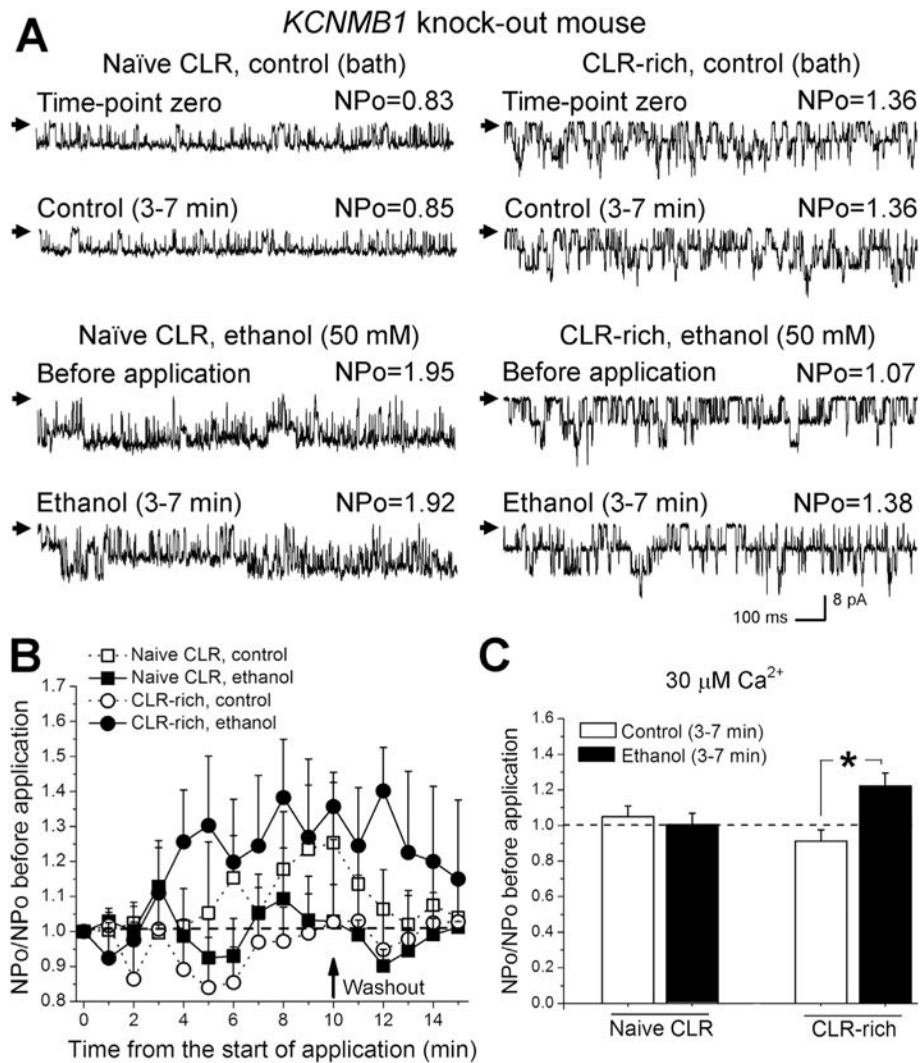 KCNMB1 knock-out mouse
A
Naïve CLR, control (bath)
Time-point zero NPo=0.83
Control (3-7 min) NPo=0.85
Naïve CLR, ethanol (50 mM)
Before application NPo=1.95
Ethanol (3-7 min) NPo=1.92
CLR-rich, control (bath)
Time-point zero NPo=1.36
Control (3-7 min) NPo=1.36
CLR-rich, ethanol (50 mM)
Before application NPo=1.07
Ethanol (3-7 min) NPo=1.38
8 pA
100 ms
B
Naive CLR, control
Naive CLR, ethanol
CLR-rich, control
CLR-rich, ethanol
NPo/NPo before application
1.7
1.6
1.5
1.4
1.3
1.2
1.1
1.0
0.9
0.8
Washout
0 2 4 6 8 10 12 14
Time from the start of application (min)
C
30 μM Ca²⁺
Control (3-7 min)
Ethanol (3-7 min)
*
NPo/NPo before application
1.6
1.4
1.2
1.0
0.8
0.6
0.4
0.2
0.0
Naive CLR CLR-rich